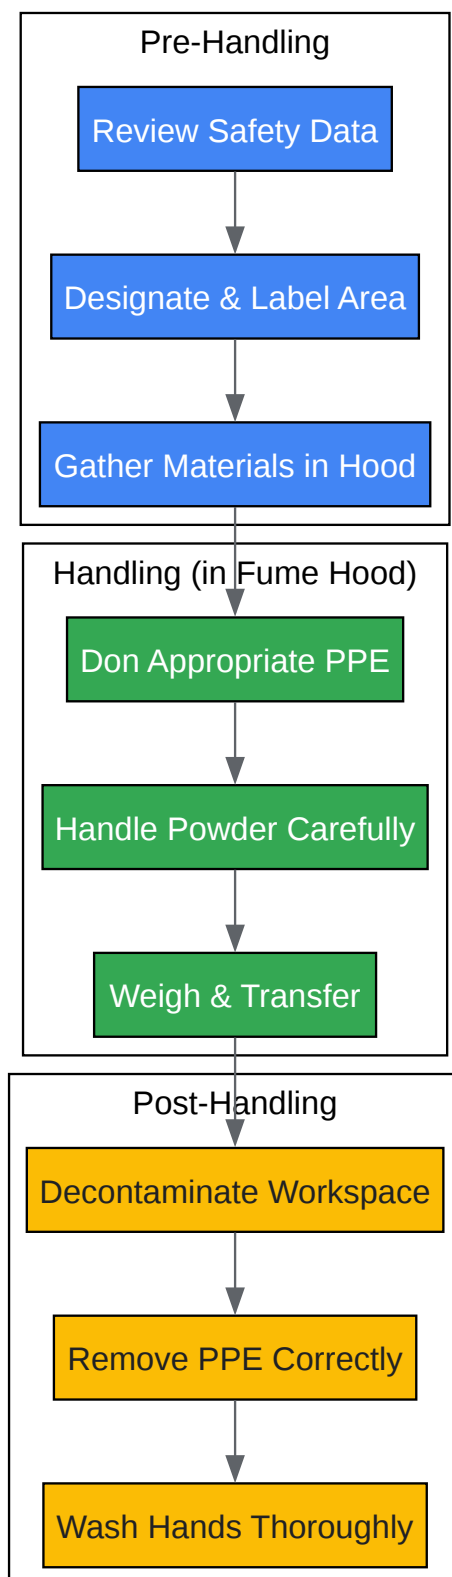 Pre-Handling
Review Safety Data
Designate & Label Area
Gather Materials in Hood
Handling (in Fume Hood)
Don Appropriate PPE
Handle Powder Carefully
Weigh & Transfer
Post-Handling
Decontaminate Workspace
Remove PPE Correctly
Wash Hands Thoroughly